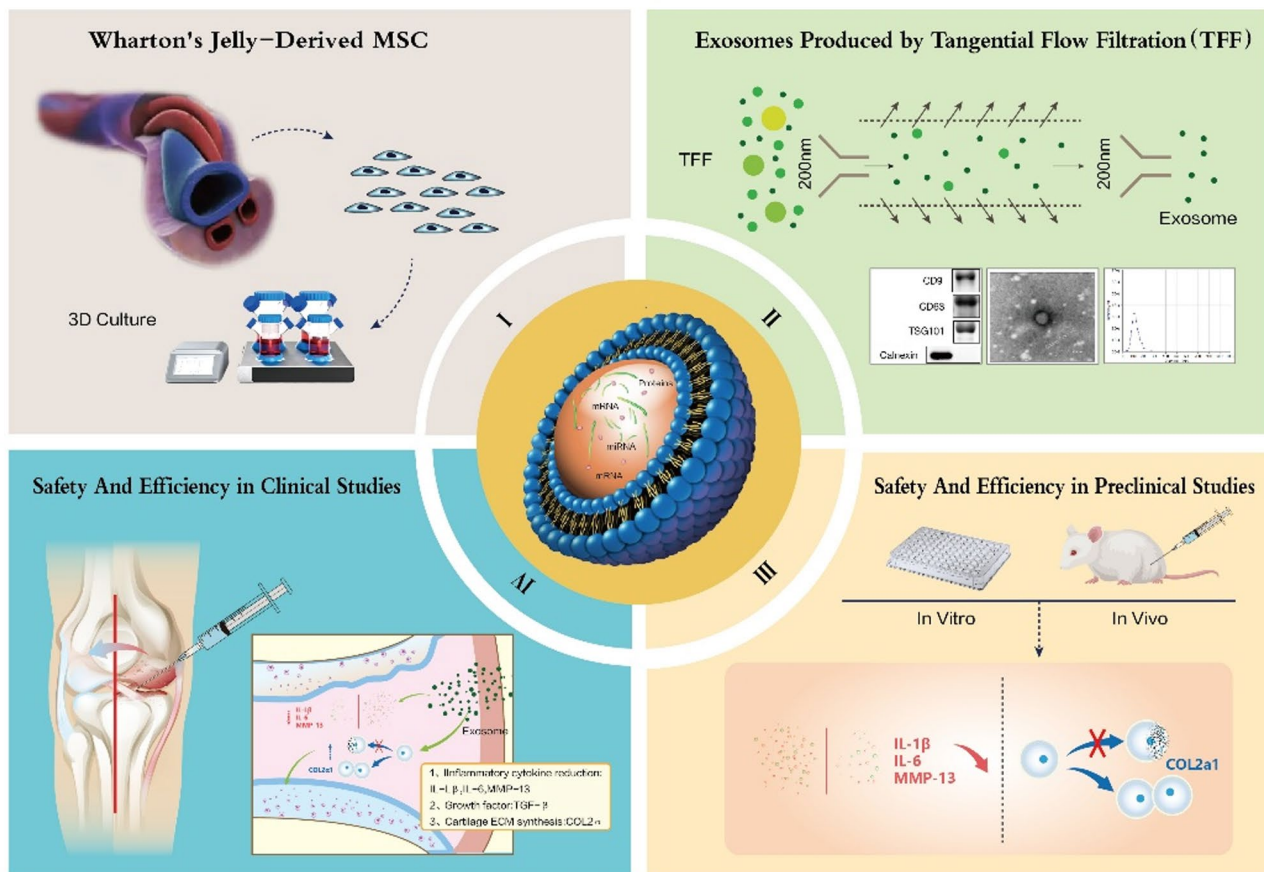 Wharton's Jelly-Derived MSC
3D Culture
I
Exosomes Produced by Tangential Flow Filtration (TFF)
TFF
200nm
200nm
Exosome
CD9
CD63
TSG101
Calnexin
II
Proteins
mRNA
miRNA
mRNA
Safety And Efficiency in Clinical Studies
IV
IL-1β
IL-6
MMP-13
COL2a1
Exosome
1、IInflammatory cytokine reduction:
IL-Lβ,IL-6,MMP-13
2、Growth factor:TGF-β
3、Cartilage ECM synthesis:COL2α
Safety And Efficiency in Preclinical Studies
III
In Vitro
In Vivo
IL-1β
IL-6
MMP-13
COL2a1